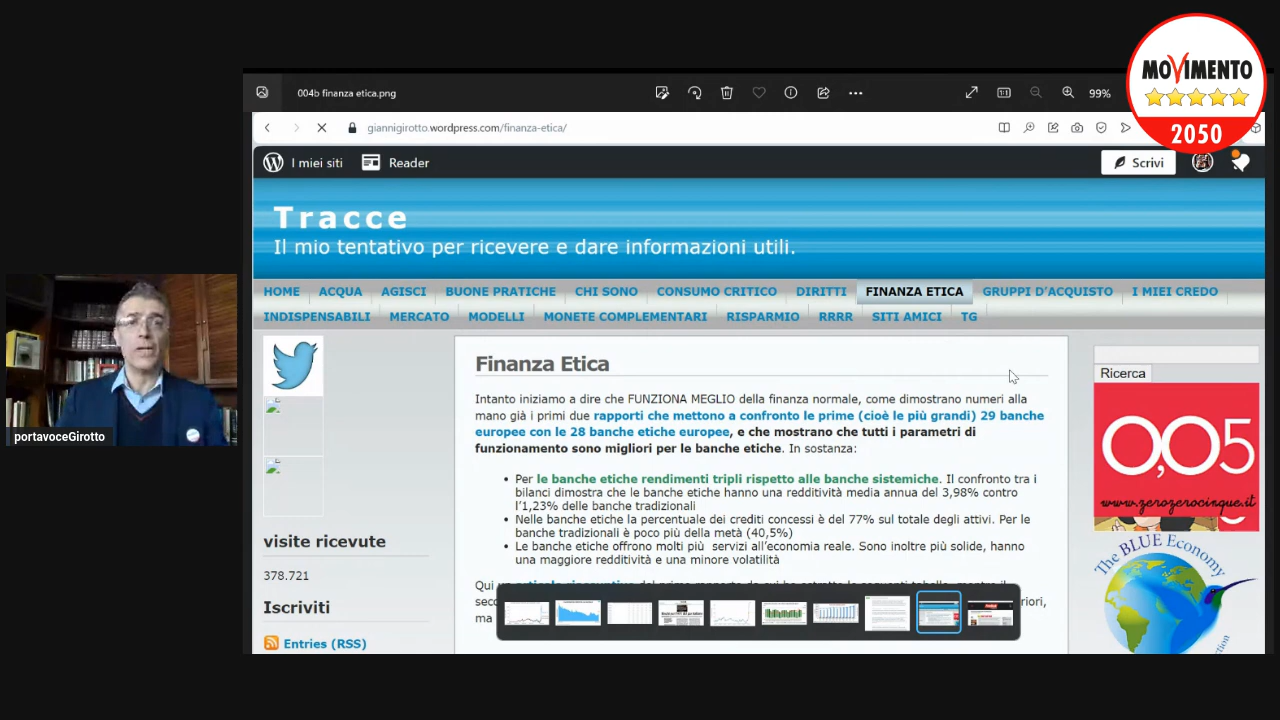 MOVIMENTO
2050
004b finanza etica.png
99%
giannigirotto.wordpress.com/finanza-etica/
I miei siti
Reader
Scrivi
Tracce
Il mio tentativo per ricevere e dare informazioni utili.
HOME ACQUA AGISCI BUONE PRATICHE CHI SONO CONSUMO CRITICO DIRITTI FINANZA ETICA GRUPPI D'ACQUISTO I MIEI CREDO
INDISPENSABILI MERCATO MODELLI MONETE COMPLEMENTARI RISPARMIO RRRR SITI AMICI TG
portavoceGirotto
visite ricevute
378.721
Iscriviti
Entries (RSS)
Finanza Etica
Intanto iniziamo a dire che FUNZIONA MEGLIO della finanza normale, come dimostrano numeri alla
mano già i primi due rapporti che mettono a confronto le prime (cioè le più grandi) 29 banche
europee con le 28 banche etiche europee, e che mostrano che tutti i parametri di
funzionamento sono migliori per le banche etiche. In sostanza:
• Per le banche etiche rendimenti tripli rispetto alle banche sistemiche. Il confronto tra i
bilanci dimostra che le banche etiche hanno una redditività media annua del 3,98% contro
l'1,23% delle banche tradizionali
• Nelle banche etiche la percentuale dei crediti concessi è del 77% sul totale degli attivi. Per le
banche tradizionali è poco più della metà (40,5%)
• Le banche etiche offrono molti più servizi all'economia reale. Sono inoltre più solide, hanno
una maggiore redditività e una minore volatilità
Qui
Ricerca
0,05
www.zerozerocinque.it
The BLUE Economy